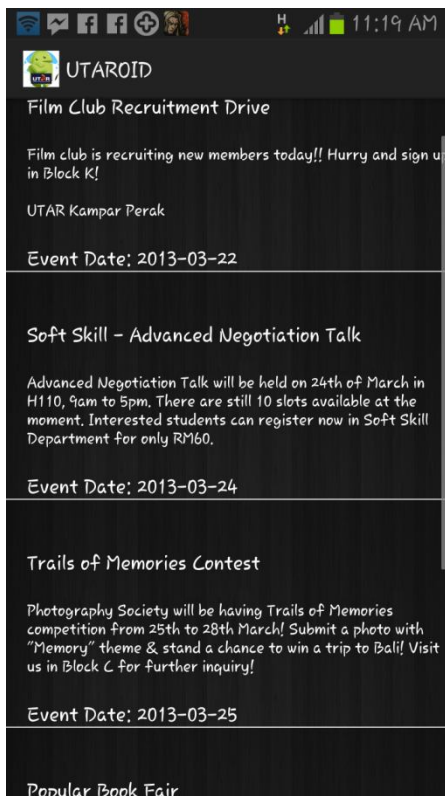 H
11:19 AM
UTAR
UTAROID
Film Club Recruitment Drive
Film club is recruiting new members today!! Hurry and sign u
in Block K!
UTAR Kampar Perak
Event Date: 2013-03-22
Soft Skill - Advanced Negotiation Talk
Advanced Negotiation Talk will be held on 24th of March in
H110, 9am to 5pm. There are still 10 slots available at the
moment. Interested students can register now in Soft Skill
Department for only RM60.
Event Date: 2013-03-24
Trails of Memories Contest
Photography Society will be having Trails of Memories
competition from 25th to 28th March! Submit a photo with
"Memory" theme & stand a chance to win a trip to Bali! Visit
us in Block C for further inquiry!
Event Date: 2013-03-25
Popular Book Fair